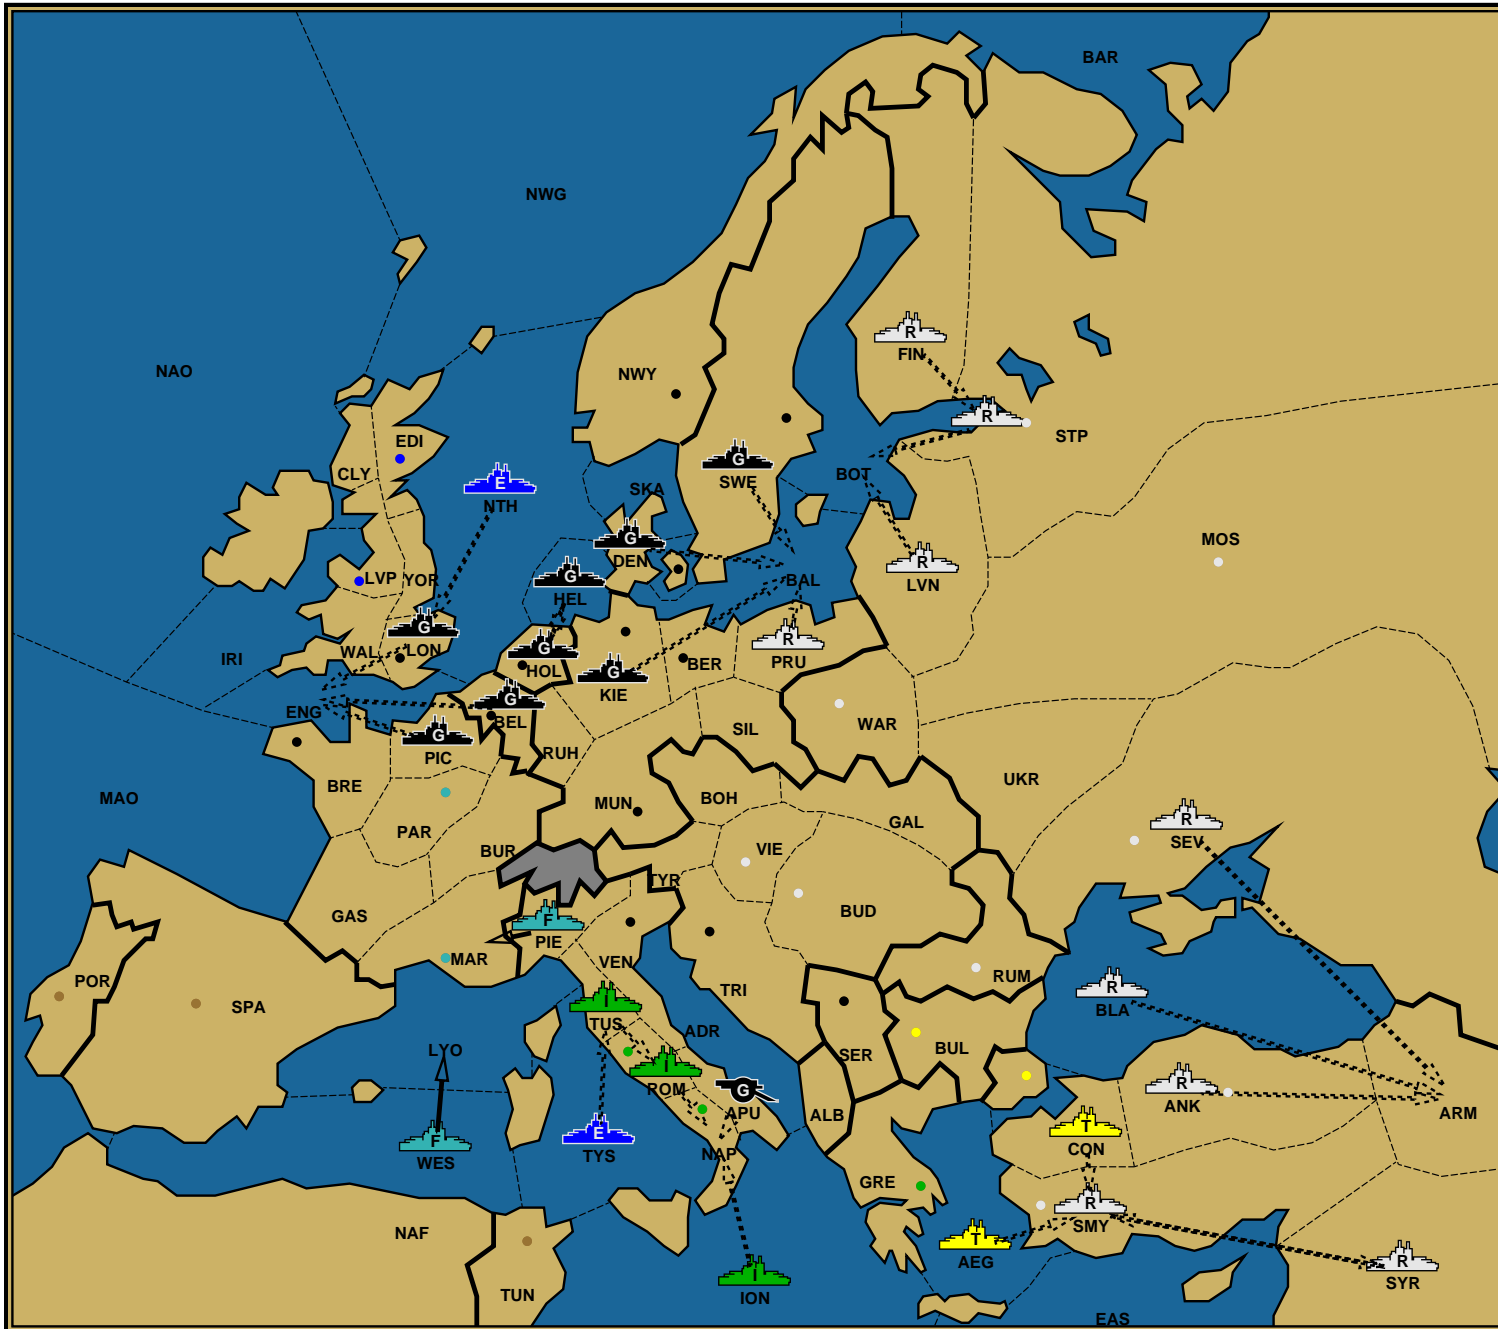 BAR
NWG
NAO
R
FIN
NWY
R
STP
EDI
CLY
G
SWE
BOT
E
NTH
SKA
MOS
G
DEN
R
LVN
LVP
YOR
G
HEL
BAL
G
LON
WAL
IRI
G
HOL
R
PRU
BER
G
KIE
ENG
G
BEL
G
PIC
WAR
SIL
RUH
UKR
BRE
MAO
MUN
BOH
PAR
GAL
R
SEV
BUR
VIE
TYR
GAS
BUD
F
PIE
MAR
VEN
POR
SPA
TRI
RUM
R
BLA
I
TUS
ADR
LYO
SER
BUL
I
ROM
G
APU
R
ANK
ARM
ALB
T
CON
F
WES
E
TYS
NAP
GRE
R
SMY
NAF
T
AEG
R
SYR
I
ION
TUN
EAS